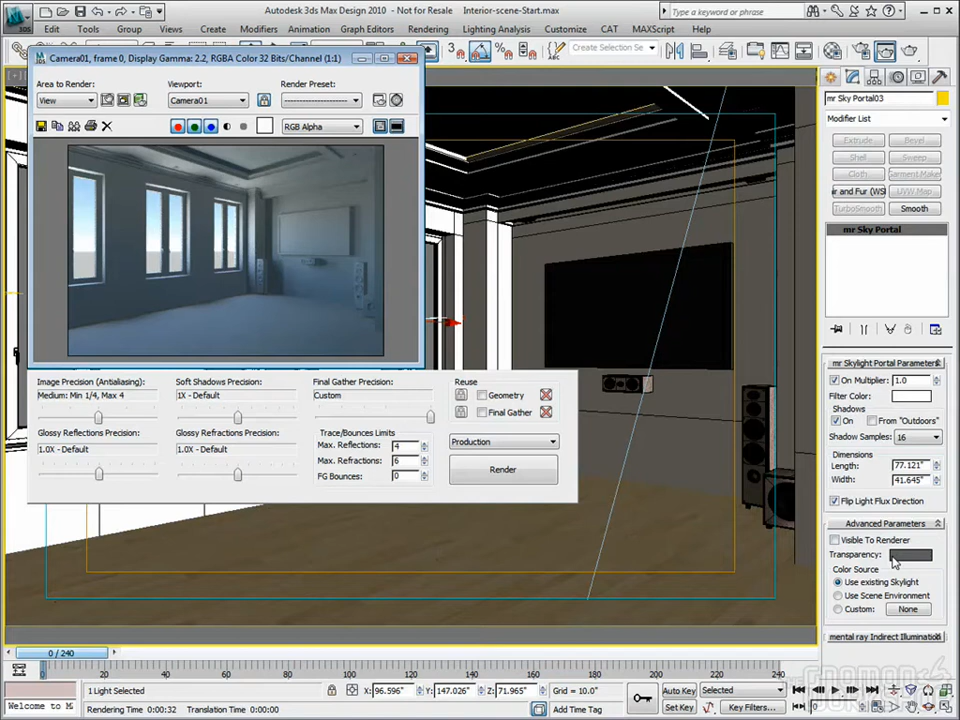 Autodesk 3ds Max Design 2010 - Not for Resale Interior-scene-Start.max
Type a keyword or phrase
Edit Tools Group Views Create Modifiers Animation Graph Editors Rendering Lighting Analysis Customize CAT MAXScript Help
Create Selection Se
Camera01, frame 0, Display Gamma: 2.2, RGBA Color 32 Bits/Channel (1:1)
Area to Render: Viewport: Render Preset:
View Camera01
RGB Alpha
mr Sky Portal03
Modifier List
Extrude Bevel
Shell Sweep
Cloth Garment Make
ir and Fur (WS UVW Map
TurboSmooth Smooth
mr Sky Portal
Image Precision (Antialiasing): Soft Shadows Precision: Final Gather Precision: Reuse
Medium: Min 1/4, Max 4 1X - Default Custom Geometry
Final Gather
Glossy Reflections Precision: Glossy Refractions Precision: Trace/Bounces Limits
1.0X - Default 1.0X - Default Max. Reflections: 4 Production
Max. Refractions: 6
FG Bounces: 0 Render
mr Skylight Portal Parameters
On Multiplier: 1.0
Filter Color:
Shadows
On From "Outdoors"
Shadow Samples: 16
Dimensions
Length: 77.121"
Width: 41.645"
Flip Light Flux Direction
Advanced Parameters
Visible To Renderer
Transparency:
Color Source
Use existing Skylight
Use Scene Environment
Custom: None
mental ray Indirect Illumination
0 / 240
0 20 40 60 80 100 120 140 160 180 200 220 240
1 Light Selected X: 96.596" Y: 147.026" Z: 71.965" Grid = 10.0" Auto Key Selected
Welcome to M Rendering Time 0:00:32 Translation Time 0:00:00 Add Time Tag Set Key Key Filters... 0